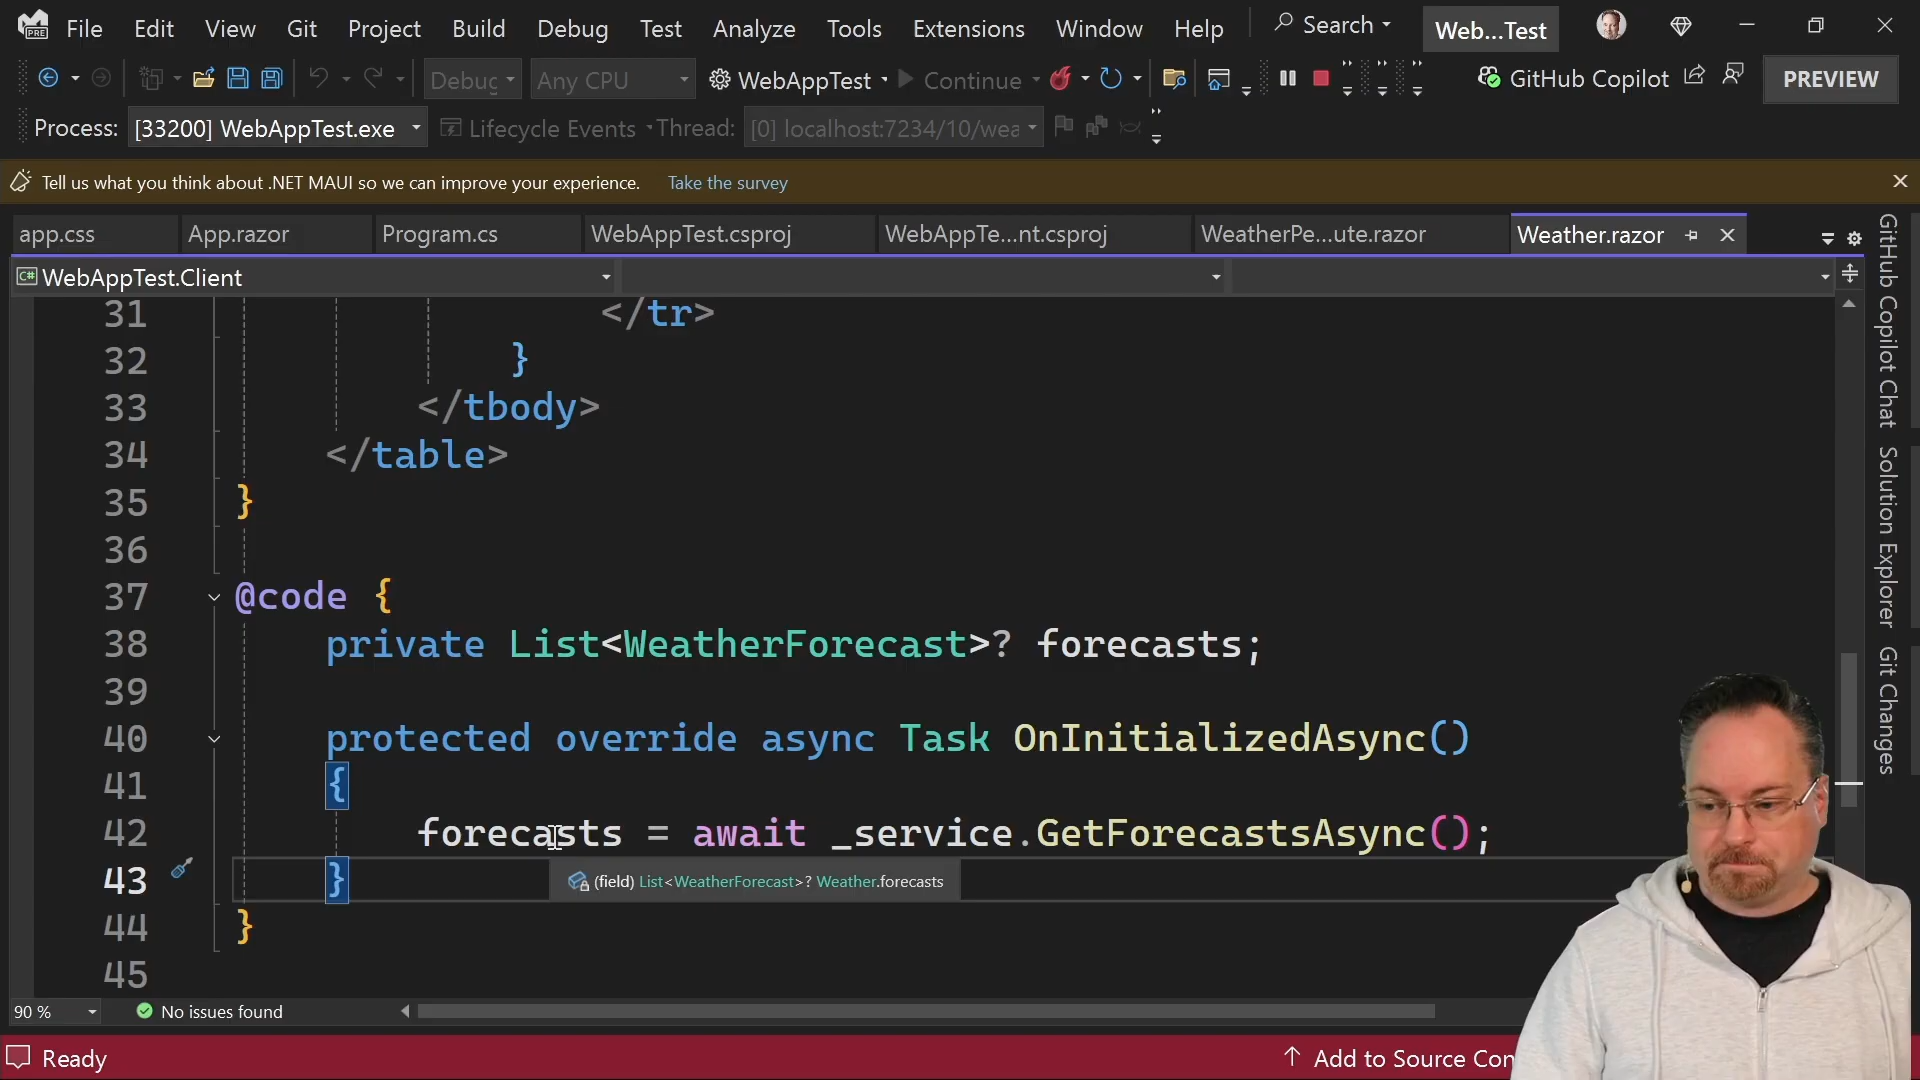 PRE File Edit View Git Project Build Debug Test Analyze Tools Extensions Window Help Search Web...Test
Debug Any CPU WebAppTest Continue GitHub Copilot PREVIEW
Process: [33200] WebAppTest.exe Lifecycle Events Thread: [0] localhost:7234/10/wea
Tell us what you think about .NET MAUI so we can improve your experience. Take the survey
app.css App.razor Program.cs WebAppTest.csproj WebAppTe...nt.csproj WeatherPe...ute.razor Weather.razor
C# WebAppTest.Client
31 </tr>
32 }
33 </tbody>
34 </table>
35 }
36
37 @code {
38 private List<WeatherForecast>? forecasts;
39
40 protected override async Task OnInitializedAsync()
41 {
42 forecasts = await _service.GetForecastsAsync();
43 }
(field) List<WeatherForecast>? Weather.forecasts
44 }
45
90 % No issues found
Ready Add to Source Con
GitHub Copilot Chat
Solution Explorer
Git Changes